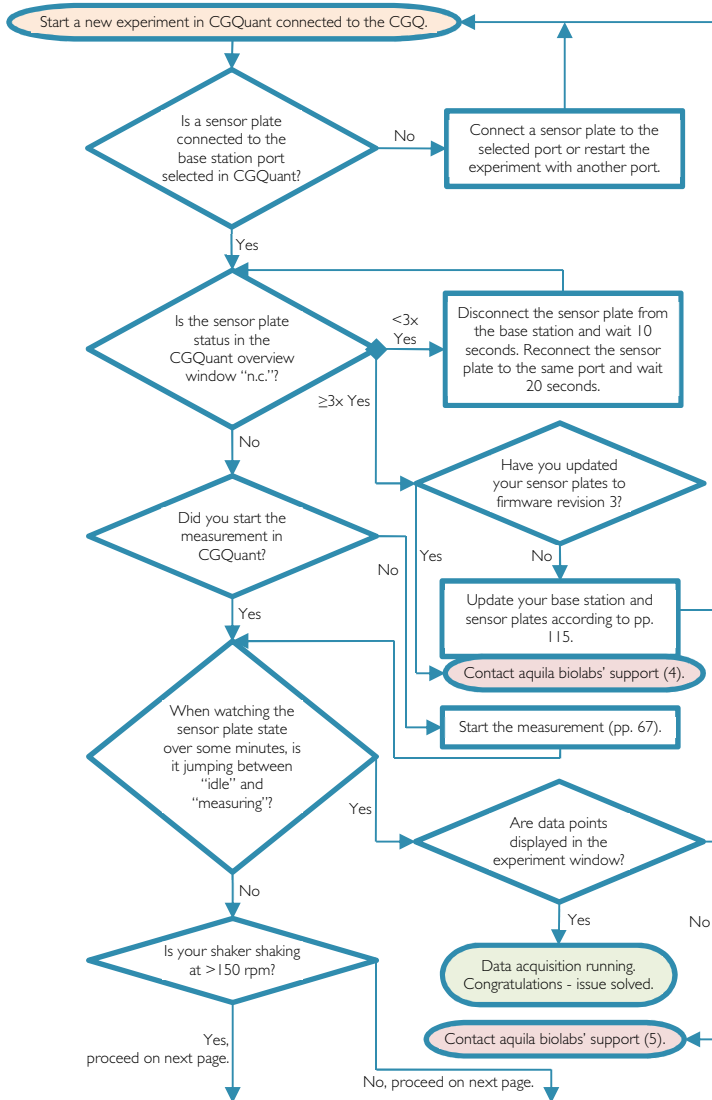 Start a new experiment in CGQuant connected to the CGQ.
Is a sensor plate
connected to the
base station port
selected in CGQuant?
No
Connect a sensor plate to the
selected port or restart the
experiment with another port.
Yes
Is the sensor plate
status in the
CGQuant overview
window “n.c.”?
<3x
Yes
Disconnect the sensor plate from
the base station and wait 10
seconds. Reconnect the sensor
plate to the same port and wait
20 seconds.
≥3x Yes
No
Have you updated
your sensor plates to
firmware revision 3?
Did you start the
measurement in
CGQuant?
No
Yes
No
Update your base station and
sensor plates according to pp.
115.
Yes
Contact aquila biolabs’ support (4).
Start the measurement (pp. 67).
When watching the
sensor plate state
over some minutes, is
it jumping between
“idle” and
“measuring”?
Yes
Are data points
displayed in the
experiment window?
No
Yes
No
Is your shaker shaking
at >150 rpm?
Data acquisition running.
Congratulations - issue solved.
Contact aquila biolabs’ support (5).
Yes,
proceed on next page.
No, proceed on next page.